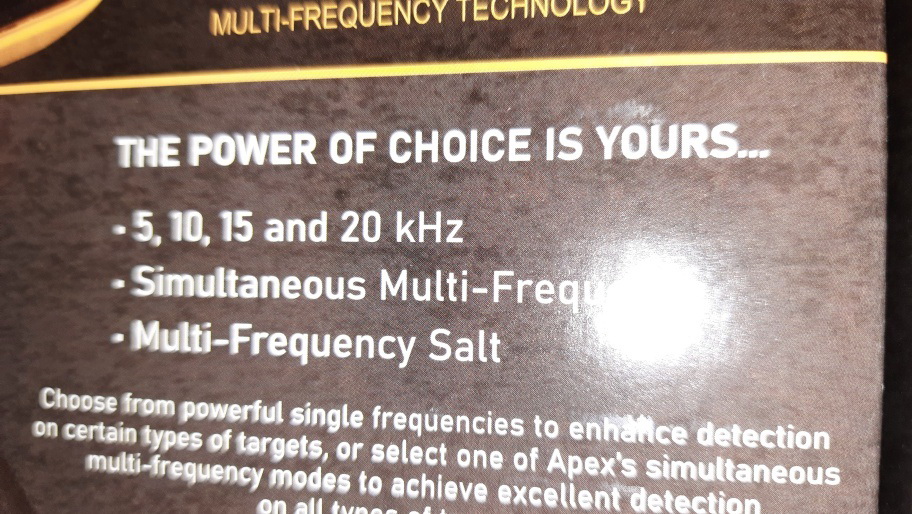 MULTI-FREQUENCY TECHNOLOGY
THE POWER OF CHOICE IS YOURS...
- 5, 10, 15 and 20 kHz
- Simultaneous
- Multi-Frequency Salt
Choose from powerful single frequencies to enhance detection
on certain types of targets, or select one of Apex's simultaneous
multi-frequency modes to achieve excellent detection
on all types of